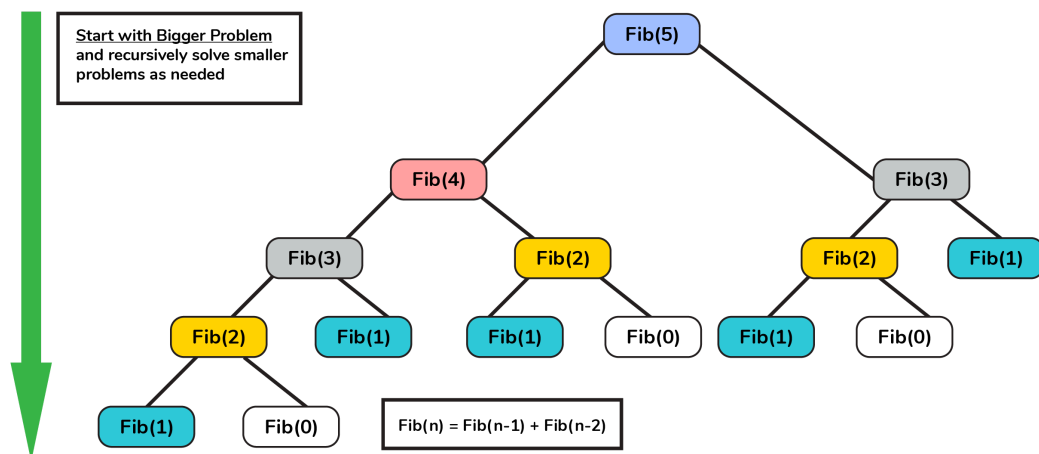 Start with Bigger Problem
and recursively solve smaller
problems as needed
Fib(5)
Fib(4)
Fib(3)
Fib(3)
Fib(2)
Fib(2)
Fib(1)
Fib(2)
Fib(1)
Fib(1)
Fib(0)
Fib(1)
Fib(0)
Fib(1)
Fib(0)
Fib(n) = Fib(n-1) + Fib(n-2)